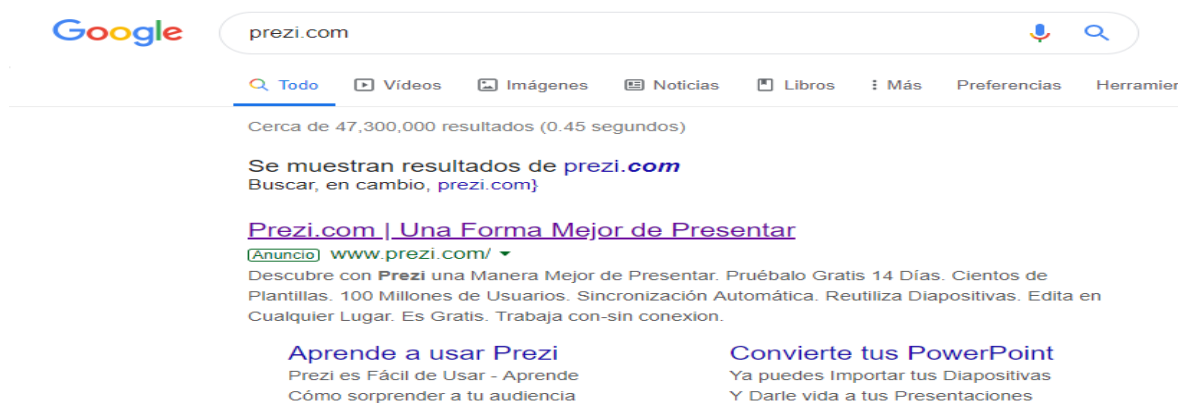 Google prezi.com
Todo Vídeos Imágenes Noticias Libros Más Preferencias
Cerca de 47,300,000 resultados (0.45 segundos)
Se muestran resultados de prezi.com
Buscar, en cambio, prezi.com}
Prezi.com | Una Forma Mejor de Presentar
Anuncio www.prezi.com/
Descubre con Prezi una Manera Mejor de Presentar. Pruébalo Gratis 14 Días. Cientos de
Plantillas. 100 Millones de Usuarios. Sincronización Automática. Reutiliza Diapositivas. Edita en
Cualquier Lugar. Es Gratis. Trabaja con-sin conexion.
Aprende a usar Prezi
Prezi es Fácil de Usar - Aprende
Cómo sorprender a tu audiencia
Convierte tus PowerPoint
Ya puedes Importar tus Diapositivas
Y Darle vida a tus Presentaciones